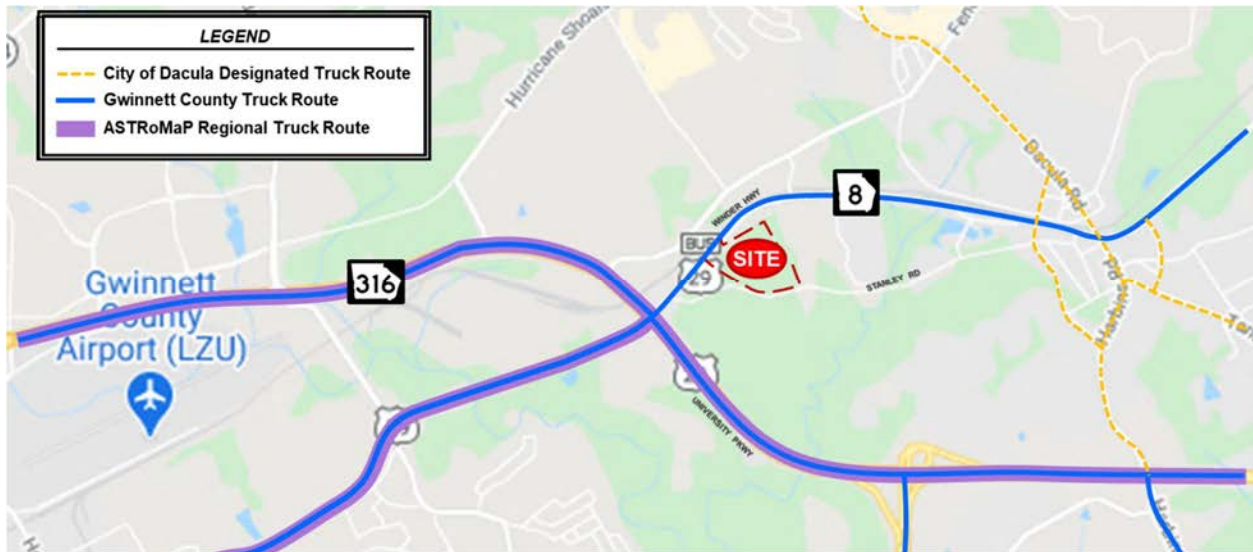 LEGEND
City of Dacula Designated Truck Route
Gwinnett County Truck Route
ASTRoMaP Regional Truck Route
Hurricane Shoals
Dacula Rd
WINDER HWY
8
BUS
29
SITE
316
STANLEY RD
Gwinnett
County
Airport (LZU)
Harbins Rd
UNIVERSITY PKWY